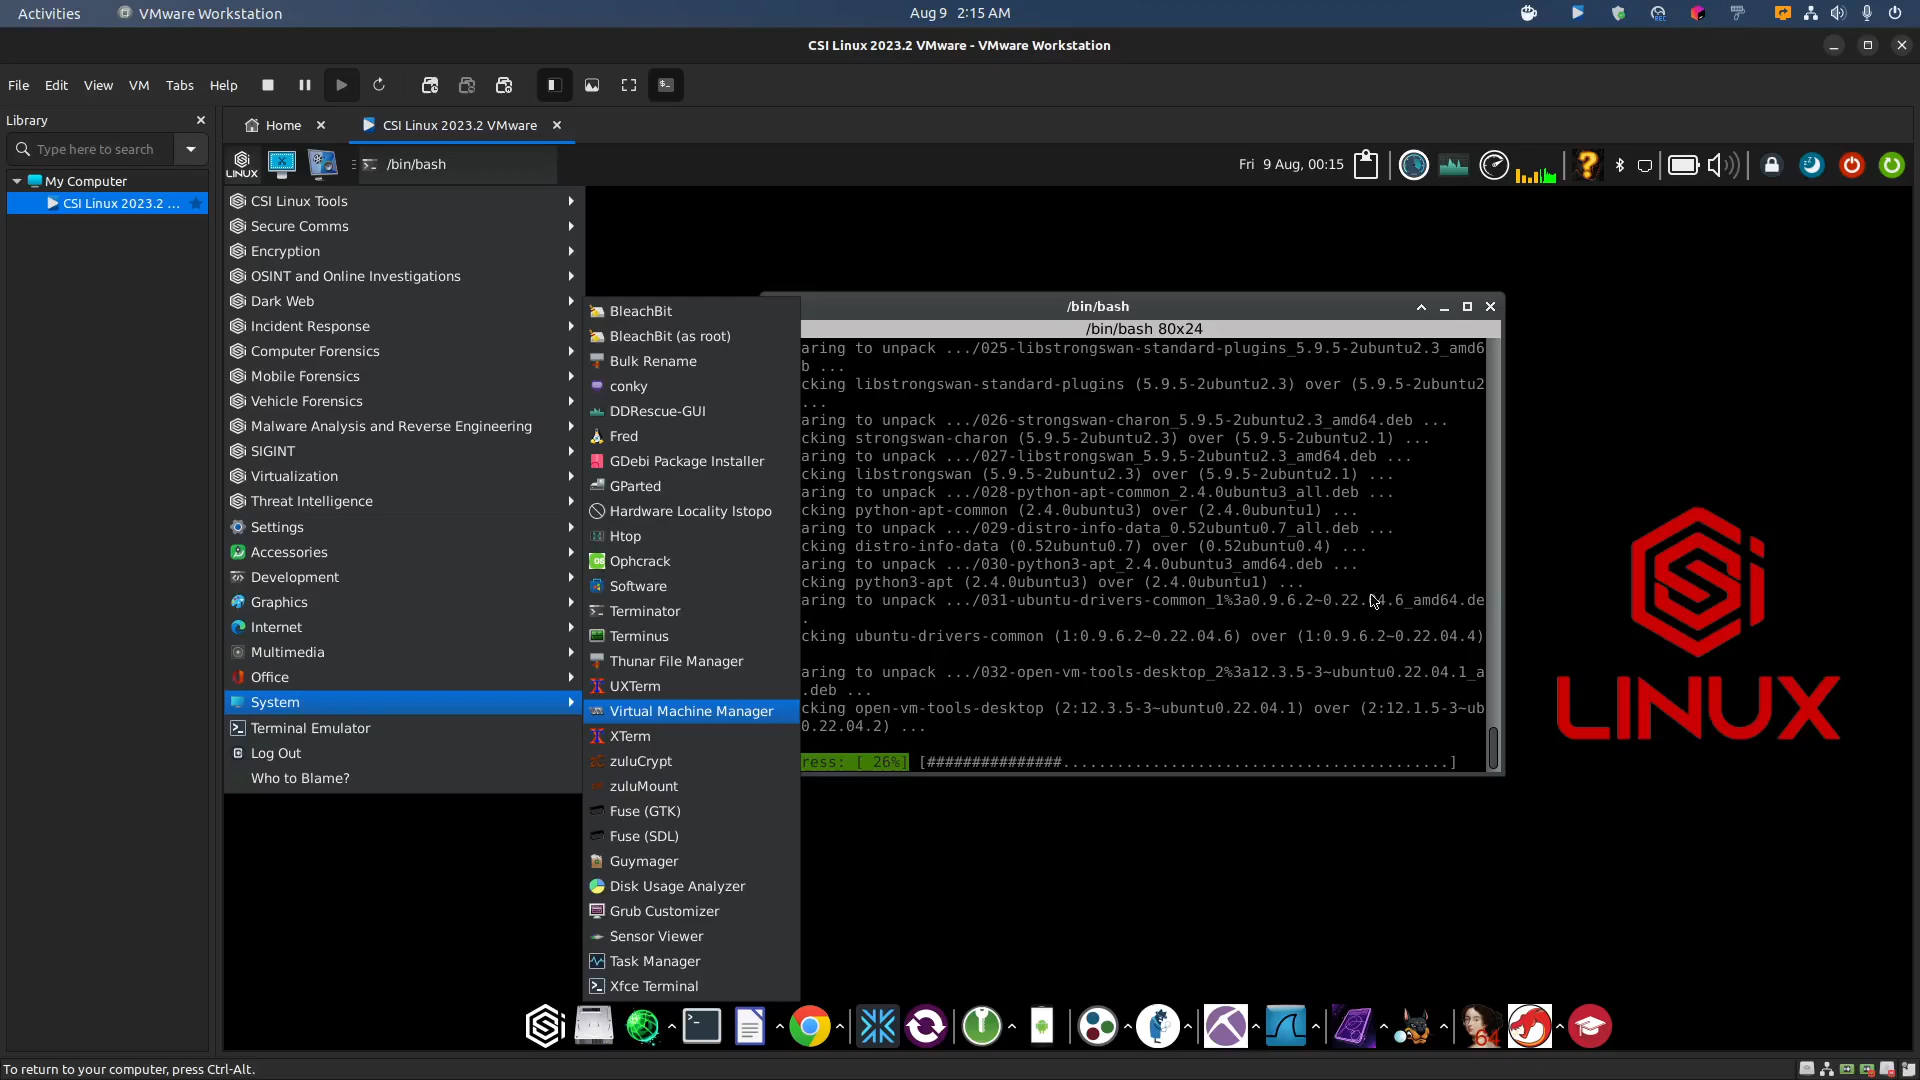 Activities
VMware Workstation
Aug 9 2:15 AM
CSI Linux 2023.2 VMware - VMware Workstation
File Edit View VM Tabs Help
Library
Home
CSI Linux 2023.2 VMware
Type here to search
My Computer
CSI Linux 2023.2 ...
LINUX
/bin/bash
Fri 9 Aug, 00:15
CSI Linux Tools
Secure Comms
Encryption
OSINT and Online Investigations
Dark Web
Incident Response
Computer Forensics
Mobile Forensics
Vehicle Forensics
Malware Analysis and Reverse Engineering
SIGINT
Virtualization
Threat Intelligence
Settings
Accessories
Development
Graphics
Internet
Multimedia
Office
System
Terminal Emulator
Log Out
Who to Blame?
BleachBit
BleachBit (as root)
Bulk Rename
conky
DDRescue-GUI
Fred
GDebi Package Installer
GParted
Hardware Locality lstopo
Htop
Ophcrack
Software
Terminator
Terminus
Thunar File Manager
UXTerm
Virtual Machine Manager
XTerm
zuluCrypt
zuluMount
Fuse (GTK)
Fuse (SDL)
Guymager
Disk Usage Analyzer
Grub Customizer
Sensor Viewer
Task Manager
Xfce Terminal
/bin/bash
/bin/bash 80x24
aring to unpack .../025-libstrongswan-standard-plugins_5.9.5-2ubuntu2.3_amd6
b ...
cking libstrongswan-standard-plugins (5.9.5-2ubuntu2.3) over (5.9.5-2ubuntu2
...
aring to unpack .../026-strongswan-charon_5.9.5-2ubuntu2.3_amd64.deb ...
cking strongswan-charon (5.9.5-2ubuntu2.3) over (5.9.5-2ubuntu2.1) ...
aring to unpack .../027-libstrongswan_5.9.5-2ubuntu2.3_amd64.deb ...
cking libstrongswan (5.9.5-2ubuntu2.3) over (5.9.5-2ubuntu2.1) ...
aring to unpack .../028-python-apt-common_2.4.0ubuntu3_all.deb ...
cking python-apt-common (2.4.0ubuntu3) over (2.4.0ubuntu1) ...
aring to unpack .../029-distro-info-data_0.52ubuntu0.7_all.deb ...
cking distro-info-data (0.52ubuntu0.7) over (0.52ubuntu0.4) ...
aring to unpack .../030-python3-apt_2.4.0ubuntu3_amd64.deb ...
cking python3-apt (2.4.0ubuntu3) over (2.4.0ubuntu1) ...
aring to unpack .../031-ubuntu-drivers-common_1%3a0.9.6.2~0.22.04.6_amd64.de
.
cking ubuntu-drivers-common (1:0.9.6.2~0.22.04.6) over (1:0.9.6.2~0.22.04.4)
aring to unpack .../032-open-vm-tools-desktop_2%3a12.3.5-3~ubuntu0.22.04.1_a
.deb ...
cking open-vm-tools-desktop (2:12.3.5-3~ubuntu0.22.04.1) over (2:12.1.5-3~ub
0.22.04.2) ...
ress: [ 26%] [###############...........................................]
LINUX
64
To return to your computer, press Ctrl-Alt.